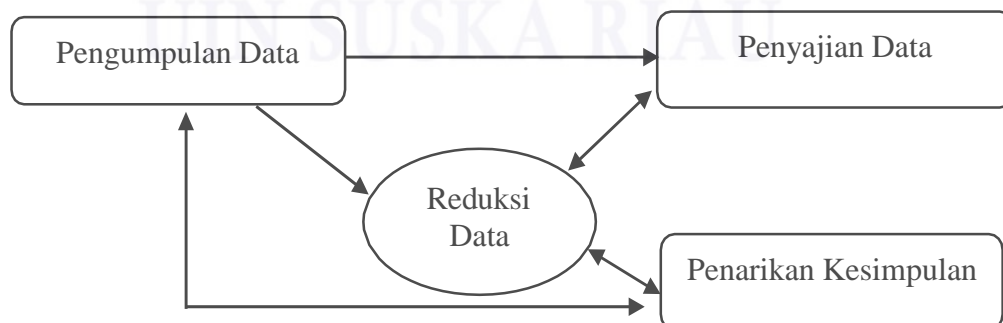 UIN SUSKA RIAU
Pengumpulan Data
Penyajian Data
Reduksi
Data
Penarikan Kesimpulan